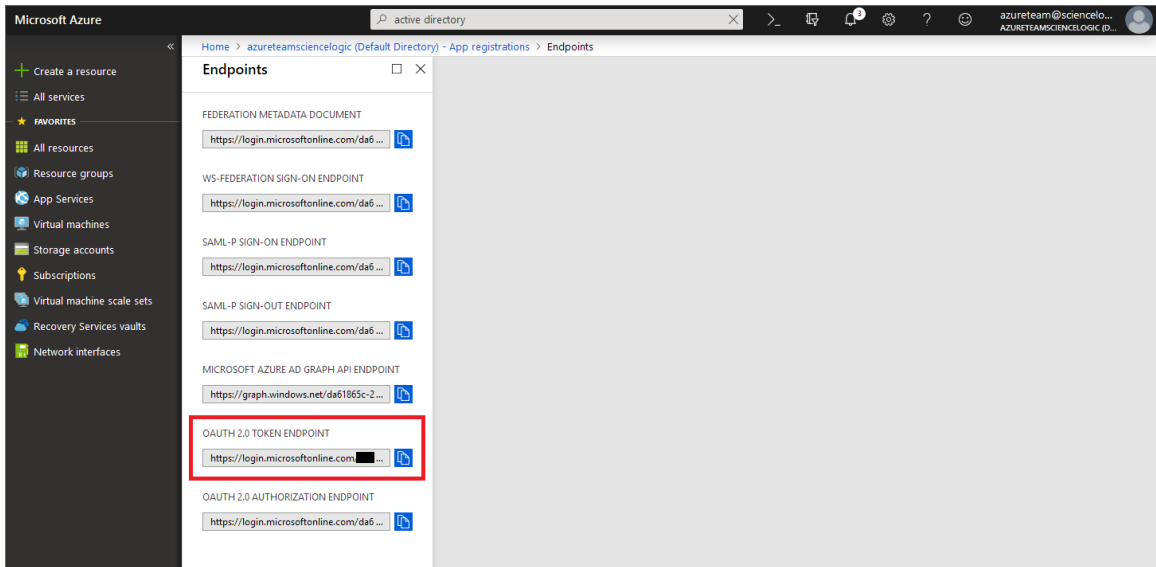 Microsoft Azure
active directory
3
azureteam@sciencelo...
AZURETEAMSCIENCELOGIC (D...
Home > azureteamsciencelogic (Default Directory) - App registrations > Endpoints
Create a resource
All services
FAVORITES
All resources
Resource groups
App Services
Virtual machines
Storage accounts
Subscriptions
Virtual machine scale sets
Recovery Services vaults
Network interfaces
Endpoints
FEDERATION METADATA DOCUMENT
https://login.microsoftonline.com/da6 ...
WS-FEDERATION SIGN-ON ENDPOINT
https://login.microsoftonline.com/da6 ...
SAML-P SIGN-ON ENDPOINT
https://login.microsoftonline.com/da6 ...
SAML-P SIGN-OUT ENDPOINT
https://login.microsoftonline.com/da6 ...
MICROSOFT AZURE AD GRAPH API ENDPOINT
https://graph.windows.net/da61865c-2...
OAUTH 2.0 TOKEN ENDPOINT
https://login.microsoftonline.com/ ...
OAUTH 2.0 AUTHORIZATION ENDPOINT
https://login.microsoftonline.com/da6 ...